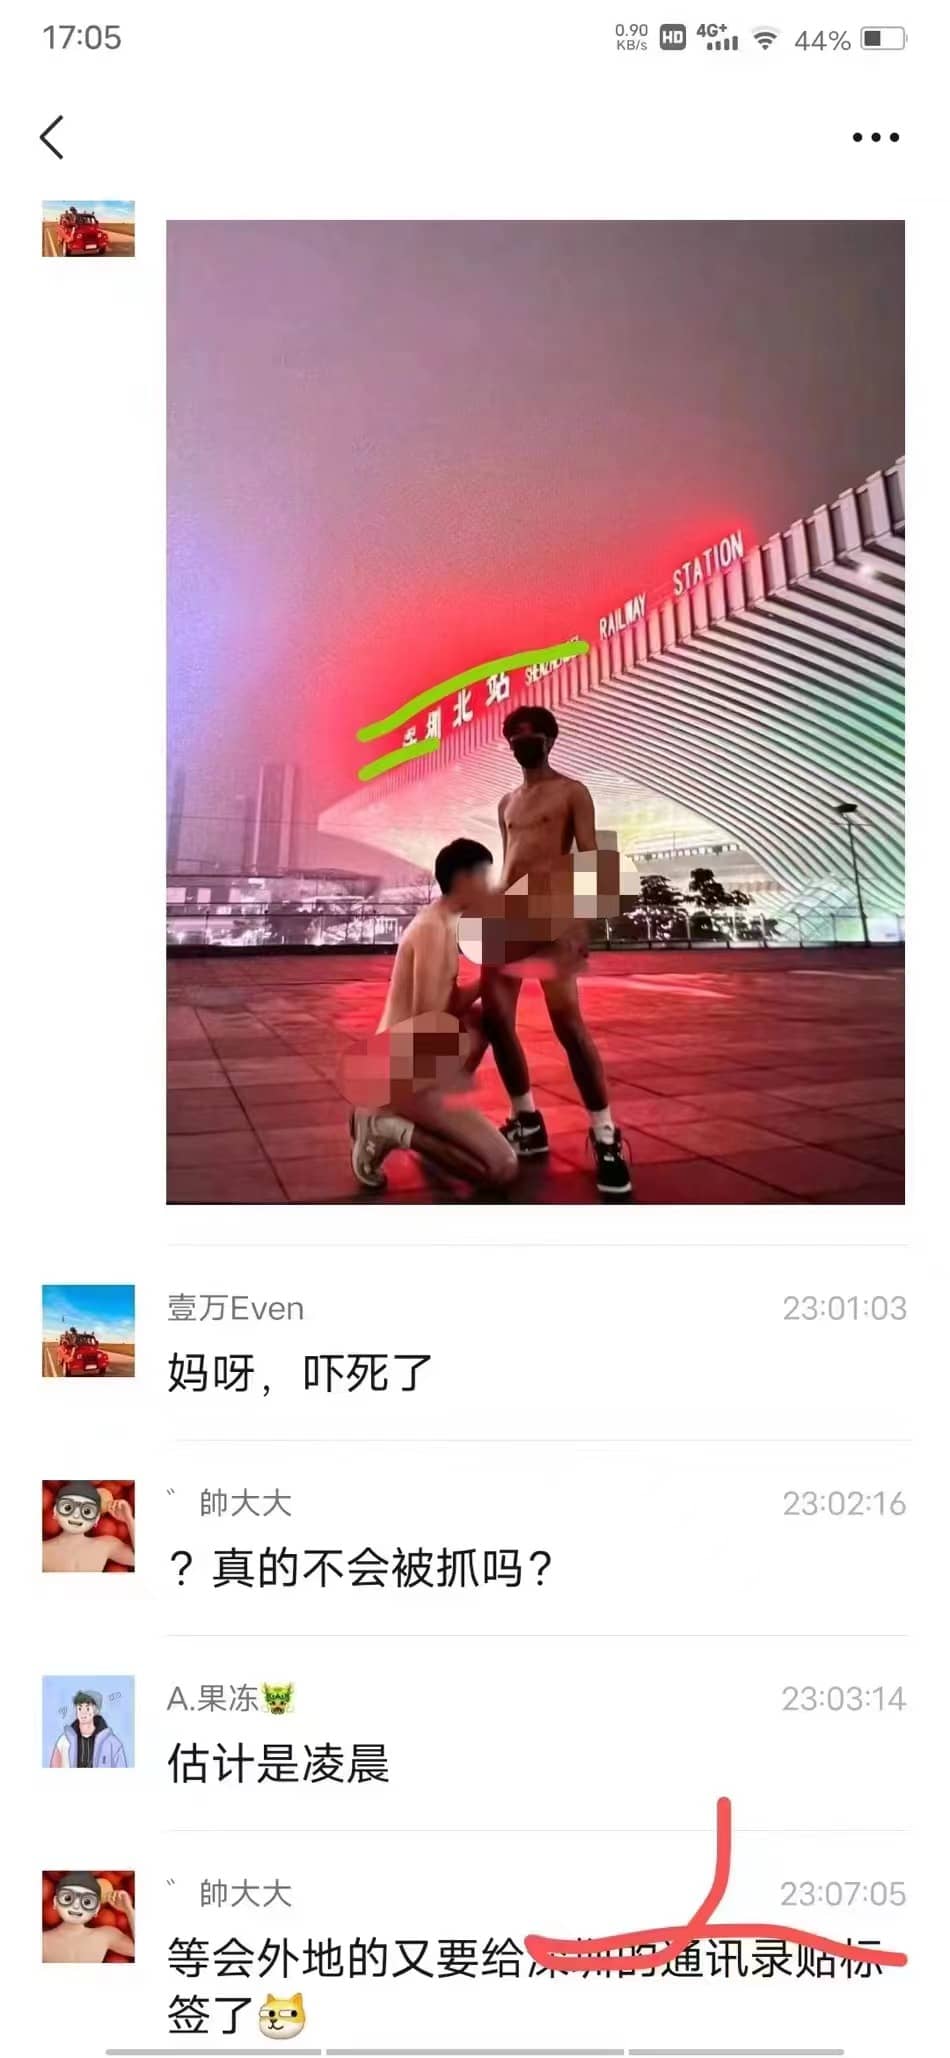 17:05
0.90
KB/s
HD
4G+
44%
北站
RAILWAY STATION
壹万Even
23:01:03
妈呀，吓死了
゛帥大大
23:02:16
？真的不会被抓吗？
A.果冻🐲
23:03:14
估计是凌晨
゛帥大大
23:07:05
等会外地的又要给深圳的通讯录贴标
签了